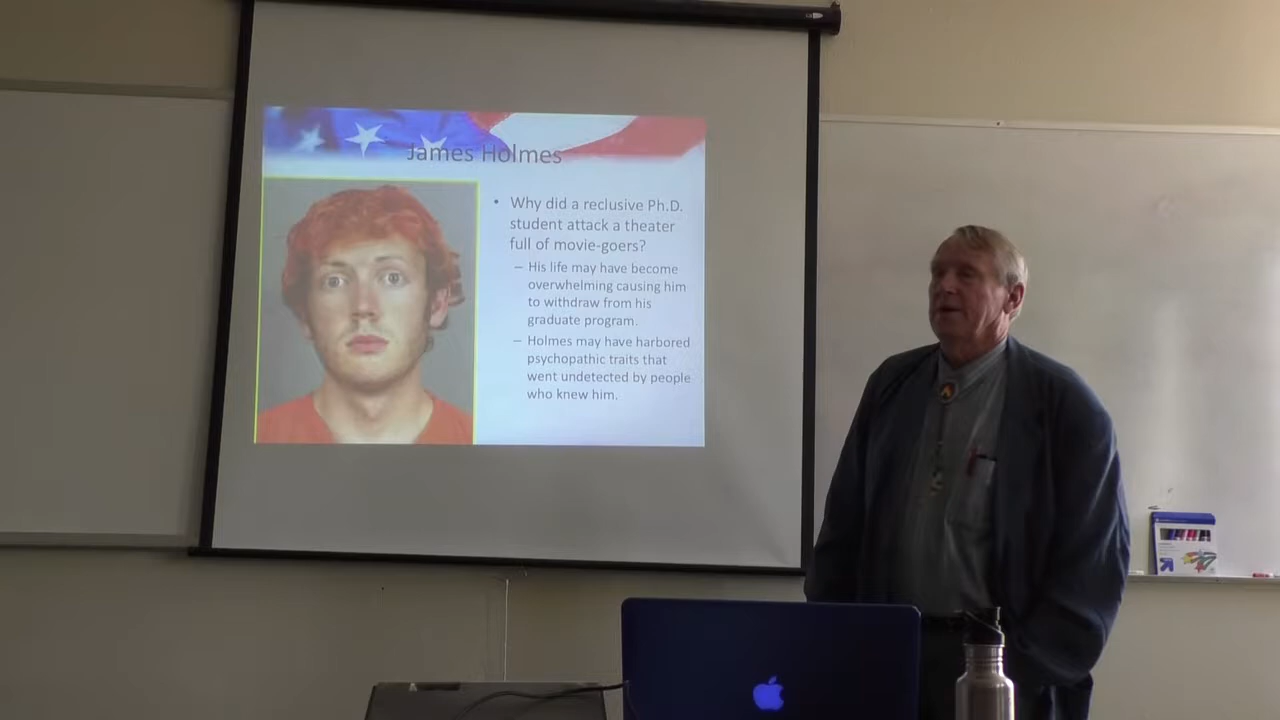 James Holmes
• Why did a reclusive Ph.D.
student attack a theater
full of movie-goers?
– His life may have become
overwhelming causing him
to withdraw from his
graduate program.
– Holmes may have harbored
psychopathic traits that
went undetected by people
who knew him.